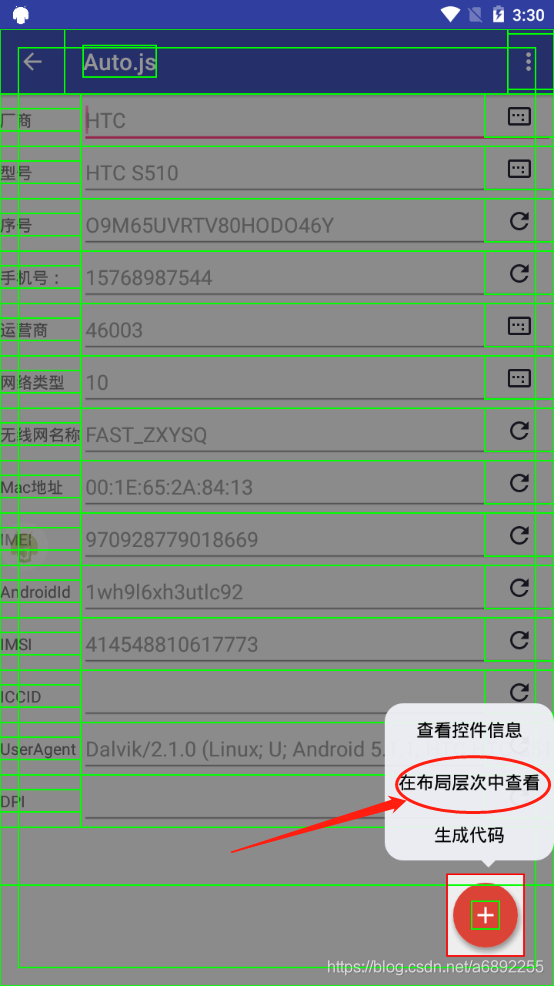 3:30
Auto.js
厂商 HTC
型号 HTC S510
序号 O9M65UVRTV80HODO46Y
手机号： 15768987544
运营商 46003
网络类型 10
无线网名称 FAST_ZXYSQ
Mac地址 00:1E:65:2A:84:13
IMEI 970928779018669
AndroidId 1wh9l6xh3utlc92
IMSI 414548810617773
ICCID
查看控件信息
UserAgent Dalvik/2.1.0 (Linux; U; Android 5.
在布局层次中查看
DPI
生成代码
https://blog.csdn.net/a6892255